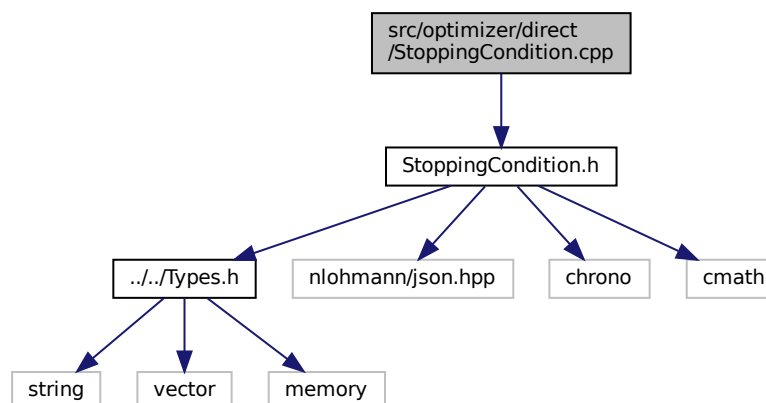 src/optimizer/direct
/StoppingCondition.cpp
StoppingCondition.h
../../Types.h
nlohmann/json.hpp
chrono
cmath
string
vector
memory